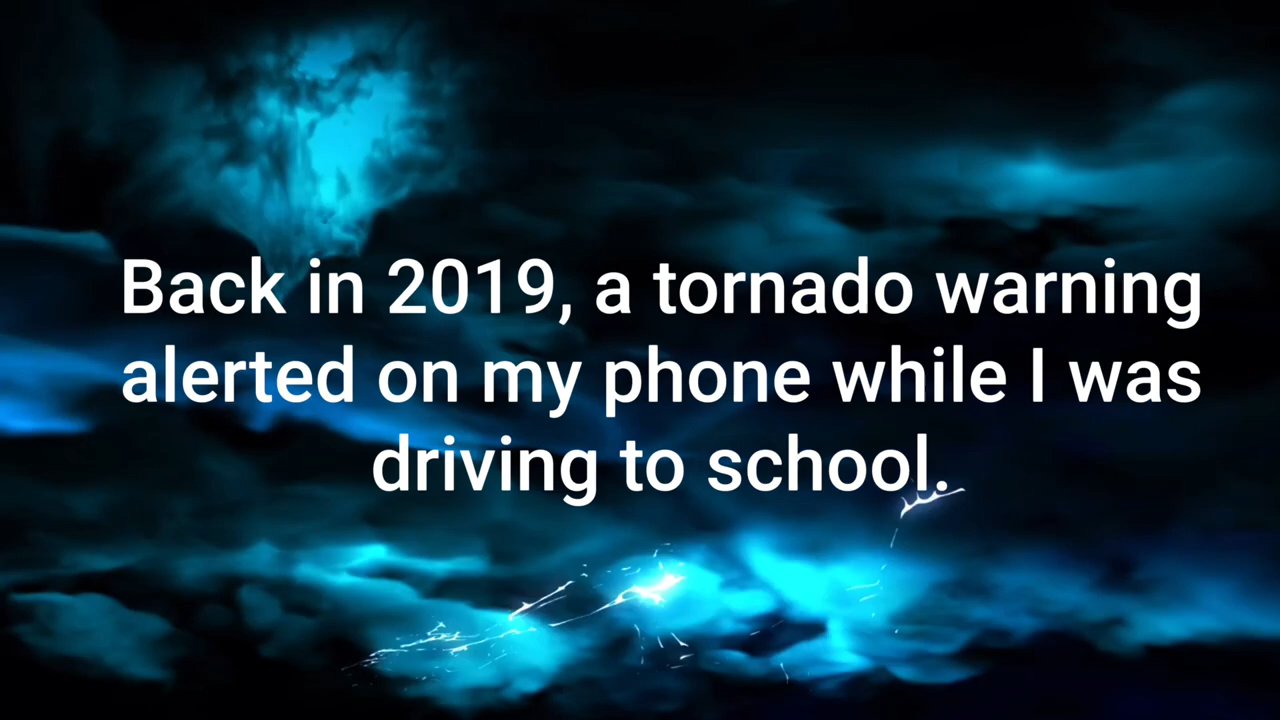 Back in 2019, a tornado warning
alerted on my phone while I was
driving to school.